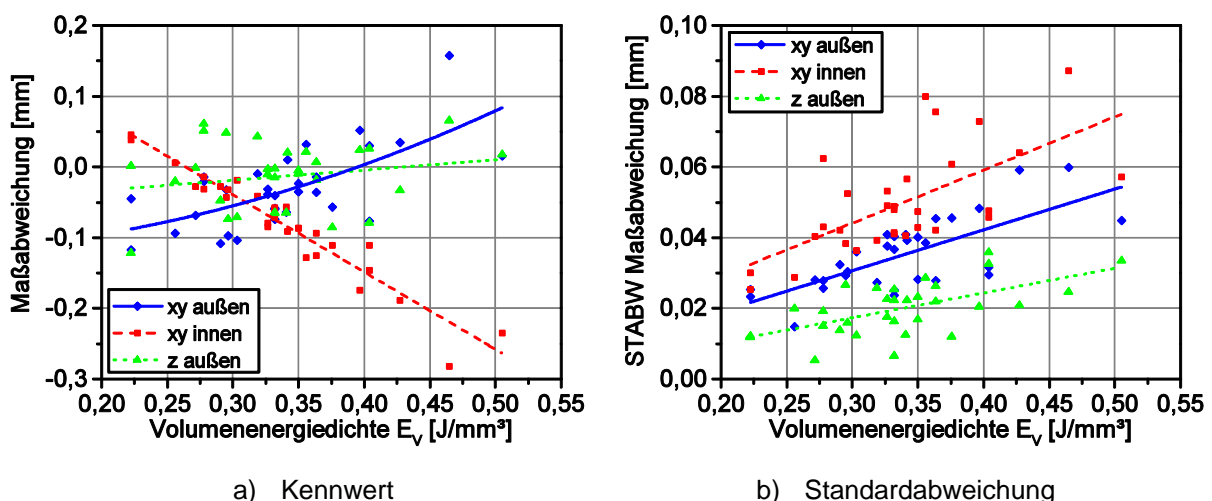 0,2
0,1
0,0
-0,1
-0,2
-0,3
Maßabweichung [mm]
xy außen
xy innen
z außen
0,20 0,25 0,30 0,35 0,40 0,45 0,50 0,55
Volumenenergiedichte E_V [J/mm³]
a) Kennwert
0,10
0,08
0,06
0,04
0,02
0,00
STABW Maßabweichung [mm]
xy außen
xy innen
z außen
0,20 0,25 0,30 0,35 0,40 0,45 0,50 0,55
Volumenenergiedichte E_V [J/mm³]
b) Standardabweichung